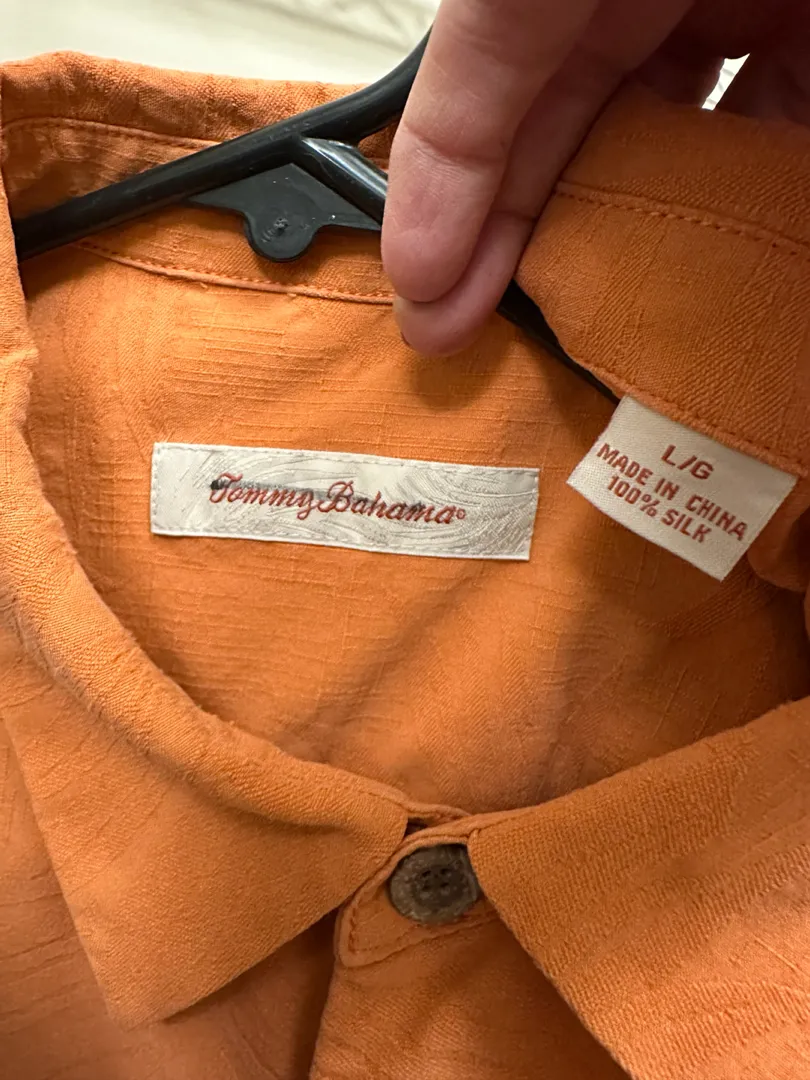 Tommy Bahama®
L/G
MADE IN CHINA
100% SILK